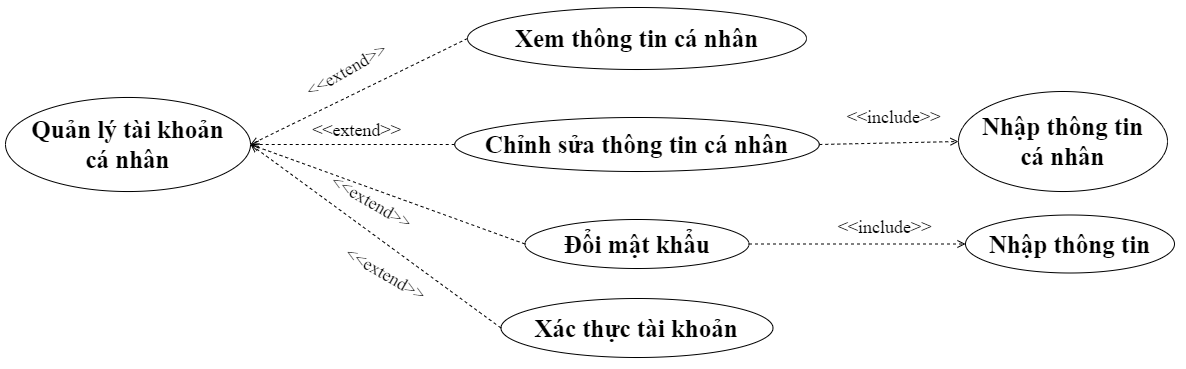 Xem thông tin cá nhân
<<extend>>
Quản lý tài khoản
cá nhân
<<extend>>
Chỉnh sửa thông tin cá nhân
<<include>>
Nhập thông tin
cá nhân
<<extend>>
Đổi mật khẩu
<<include>>
Nhập thông tin
<<extend>>
Xác thực tài khoản